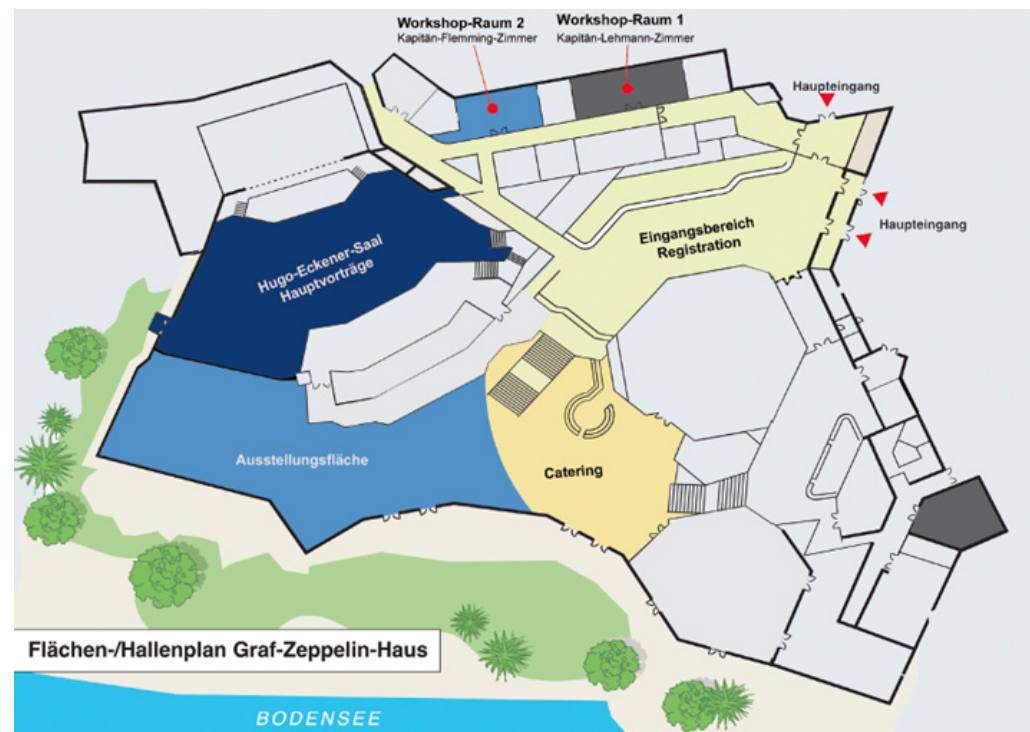 Workshop-Raum 2
Kapitän-Flemming-Zimmer
Workshop-Raum 1
Kapitän-Lehmann-Zimmer
Haupteingang
Haupteingang
Eingangsbereich
Registration
Hugo-Eckener-Saal
Hauptvorträge
Ausstellungsfläche
Catering
Flächen-/Hallenplan Graf-Zeppelin-Haus
BODENSEE